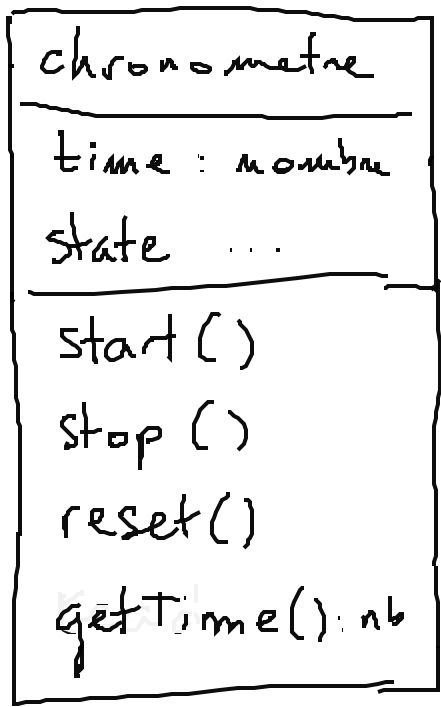 chronometre
time : nombre
state ...
start()
stop()
reset()
getTime() : nb